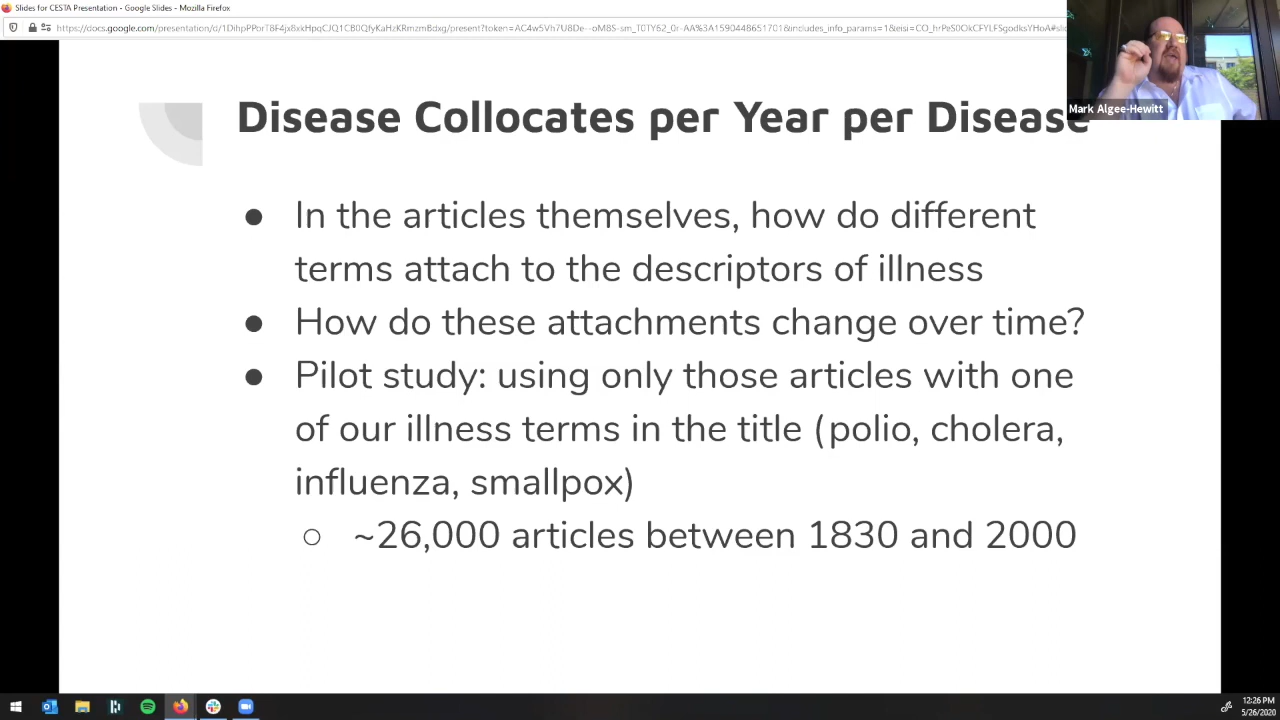 Slides for CESTA Presentation - Google Slides - Mozilla Firefox
Mark Algee-Hewitt
Disease Collocates per Year per Disease
● In the articles themselves, how do different
terms attach to the descriptors of illness
● How do these attachments change over time?
● Pilot study: using only those articles with one
of our illness terms in the title (polio, cholera,
influenza, smallpox)
○ ~26,000 articles between 1830 and 2000
12:26 PM
5/26/2020